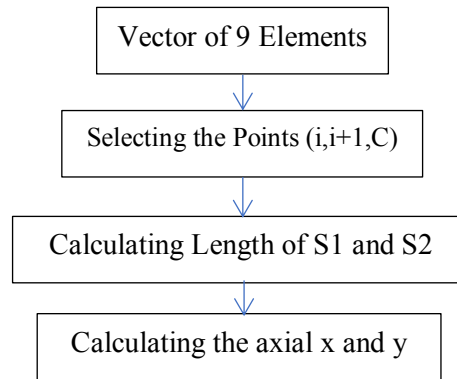 Vector of 9 Elements
Selecting the Points (i,i+1,C)
Calculating Length of S1 and S2
Calculating the axial x and y